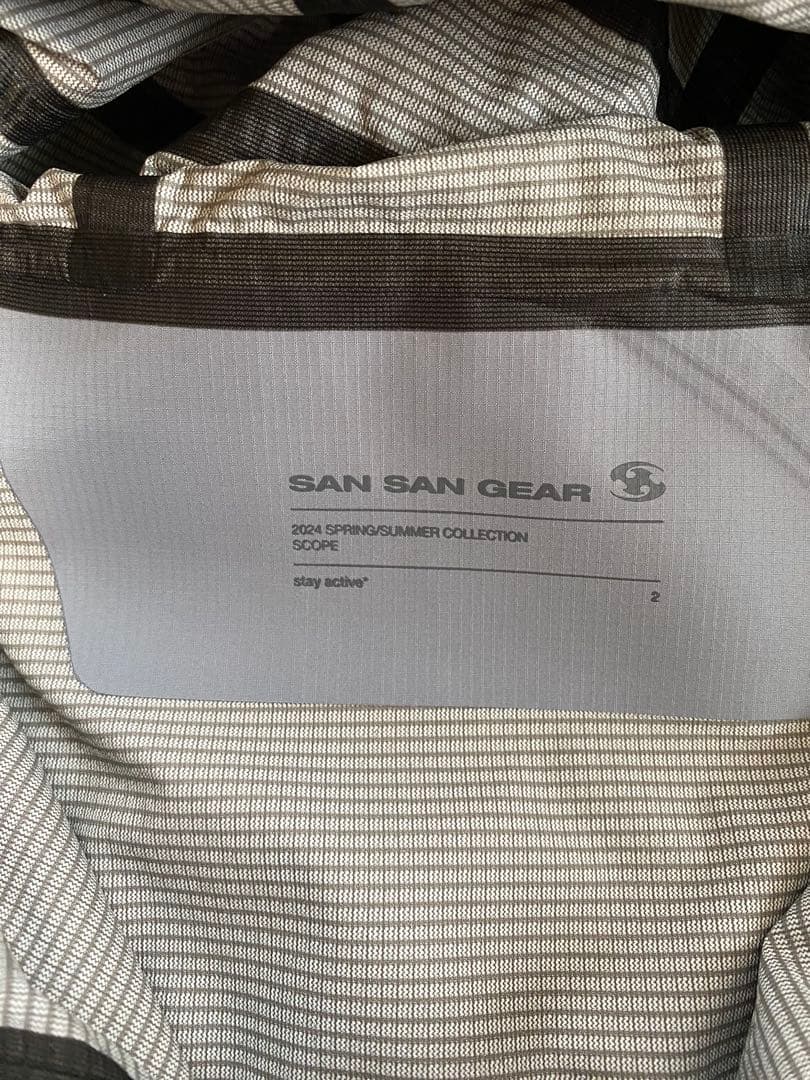 SAN SAN GEAR
2024 SPRING/SUMMER COLLECTION
SCOPE
stay active*
2